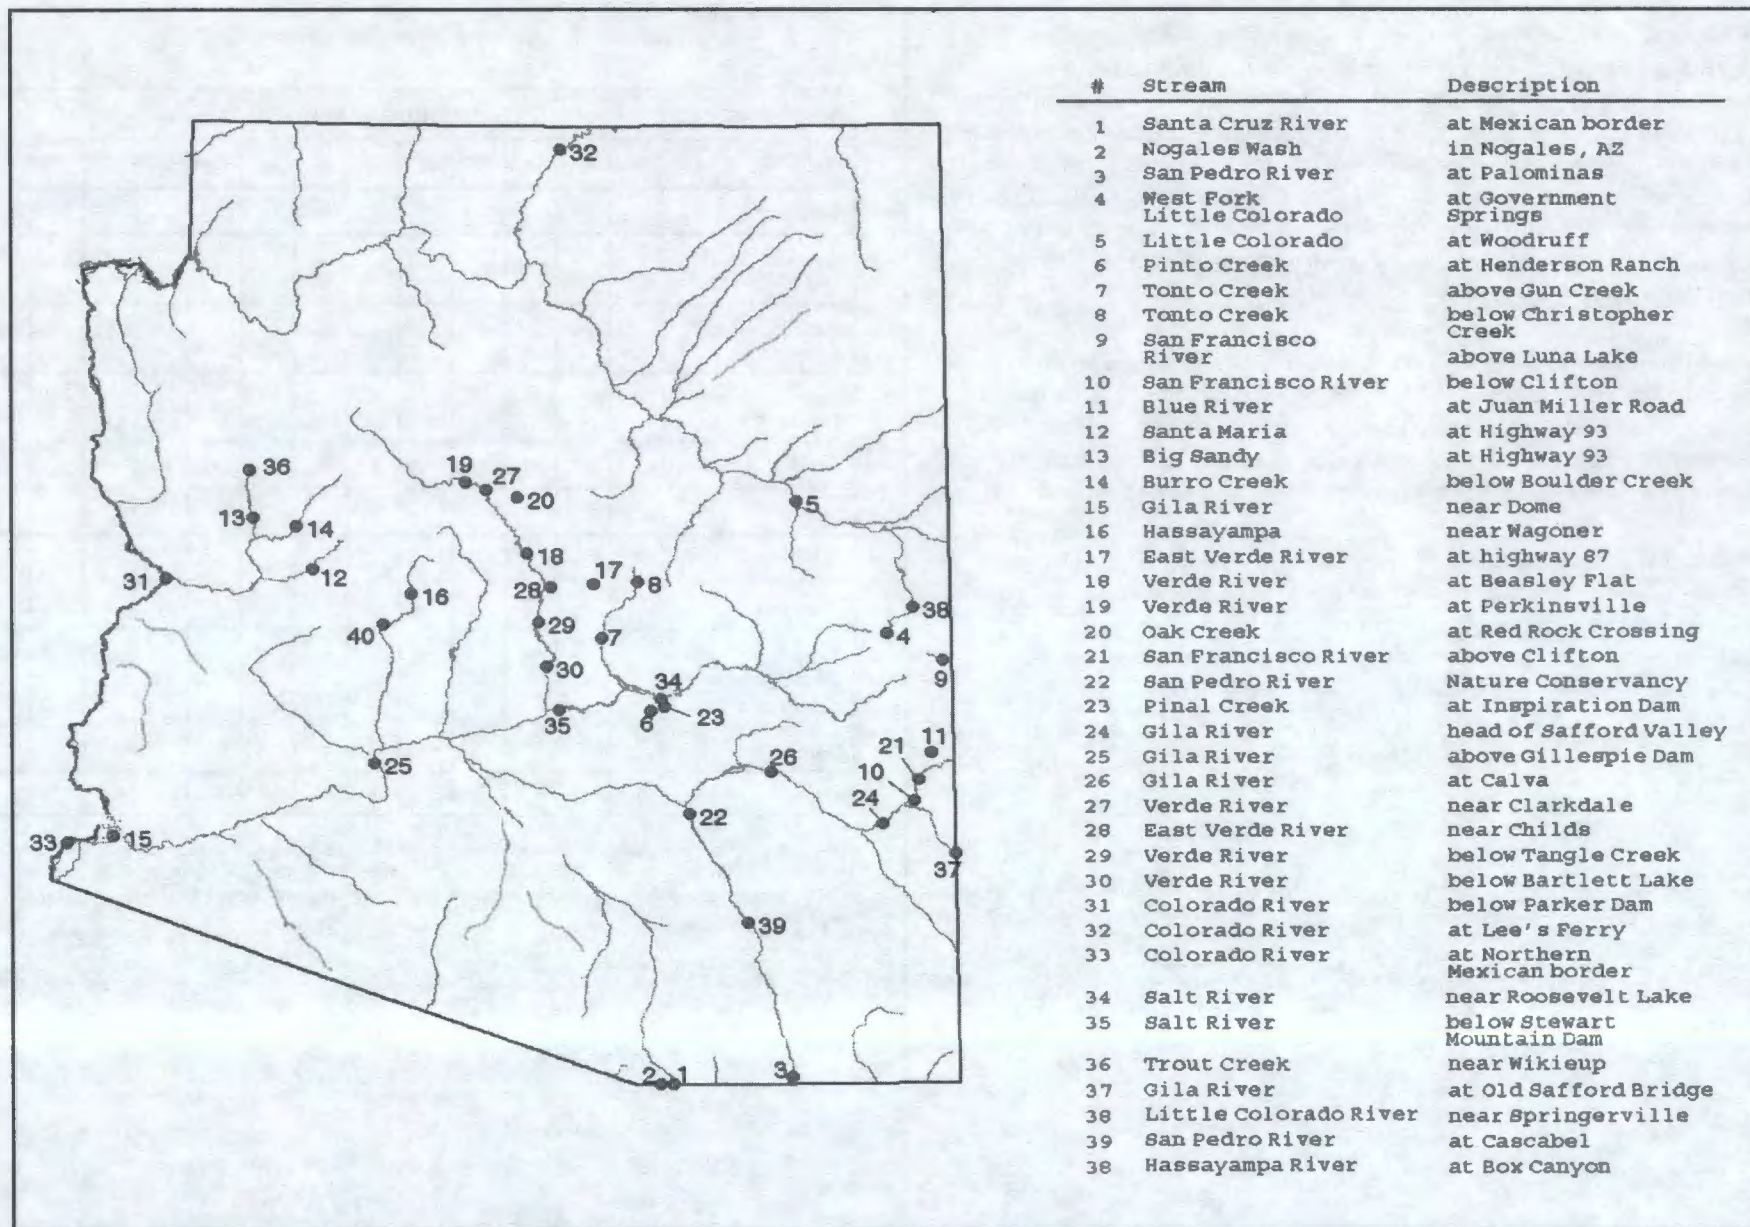 # Stream Description
1 Santa Cruz River at Mexican border
2 Nogales Wash in Nogales, AZ
3 San Pedro River at Palominas
4 West Fork at Government
Little Colorado Springs
5 Little Colorado at Woodruff
6 Pinto Creek at Henderson Ranch
7 Tonto Creek above Gun Creek
8 Tonto Creek below Christopher
Creek
9 San Francisco
River above Luna Lake
10 San Francisco River below Clifton
11 Blue River at Juan Miller Road
12 Santa Maria at Highway 93
13 Big Sandy at Highway 93
14 Burro Creek below Boulder Creek
15 Gila River near Dome
16 Hassayampa near Wagoner
17 East Verde River at highway 87
18 Verde River at Beasley Flat
19 Verde River at Perkinsville
20 Oak Creek at Red Rock Crossing
21 San Francisco River above Clifton
22 San Pedro River Nature Conservancy
23 Pinal Creek at Inspiration Dam
24 Gila River head of Safford Valley
25 Gila River above Gillespie Dam
26 Gila River at Calva
27 Verde River near Clarkdale
28 East Verde River near Childs
29 Verde River below Tangle Creek
30 Verde River below Bartlett Lake
31 Colorado River below Parker Dam
32 Colorado River at Lee's Ferry
33 Colorado River at Northern
Mexican border
34 Salt River near Roosevelt Lake
35 Salt River below Stewart
Mountain Dam
36 Trout Creek near Wikieup
37 Gila River at Old Safford Bridge
38 Little Colorado River near Springerville
39 San Pedro River at Cascabel
38 Hassayampa River at Box Canyon
32
36
19
27
20
5
13
14
18
31
12
16
28
17
8
38
40
29
7
4
30
9
34
35
6
23
11
21
25
26
10
24
22
33
15
37
39
2
1
3